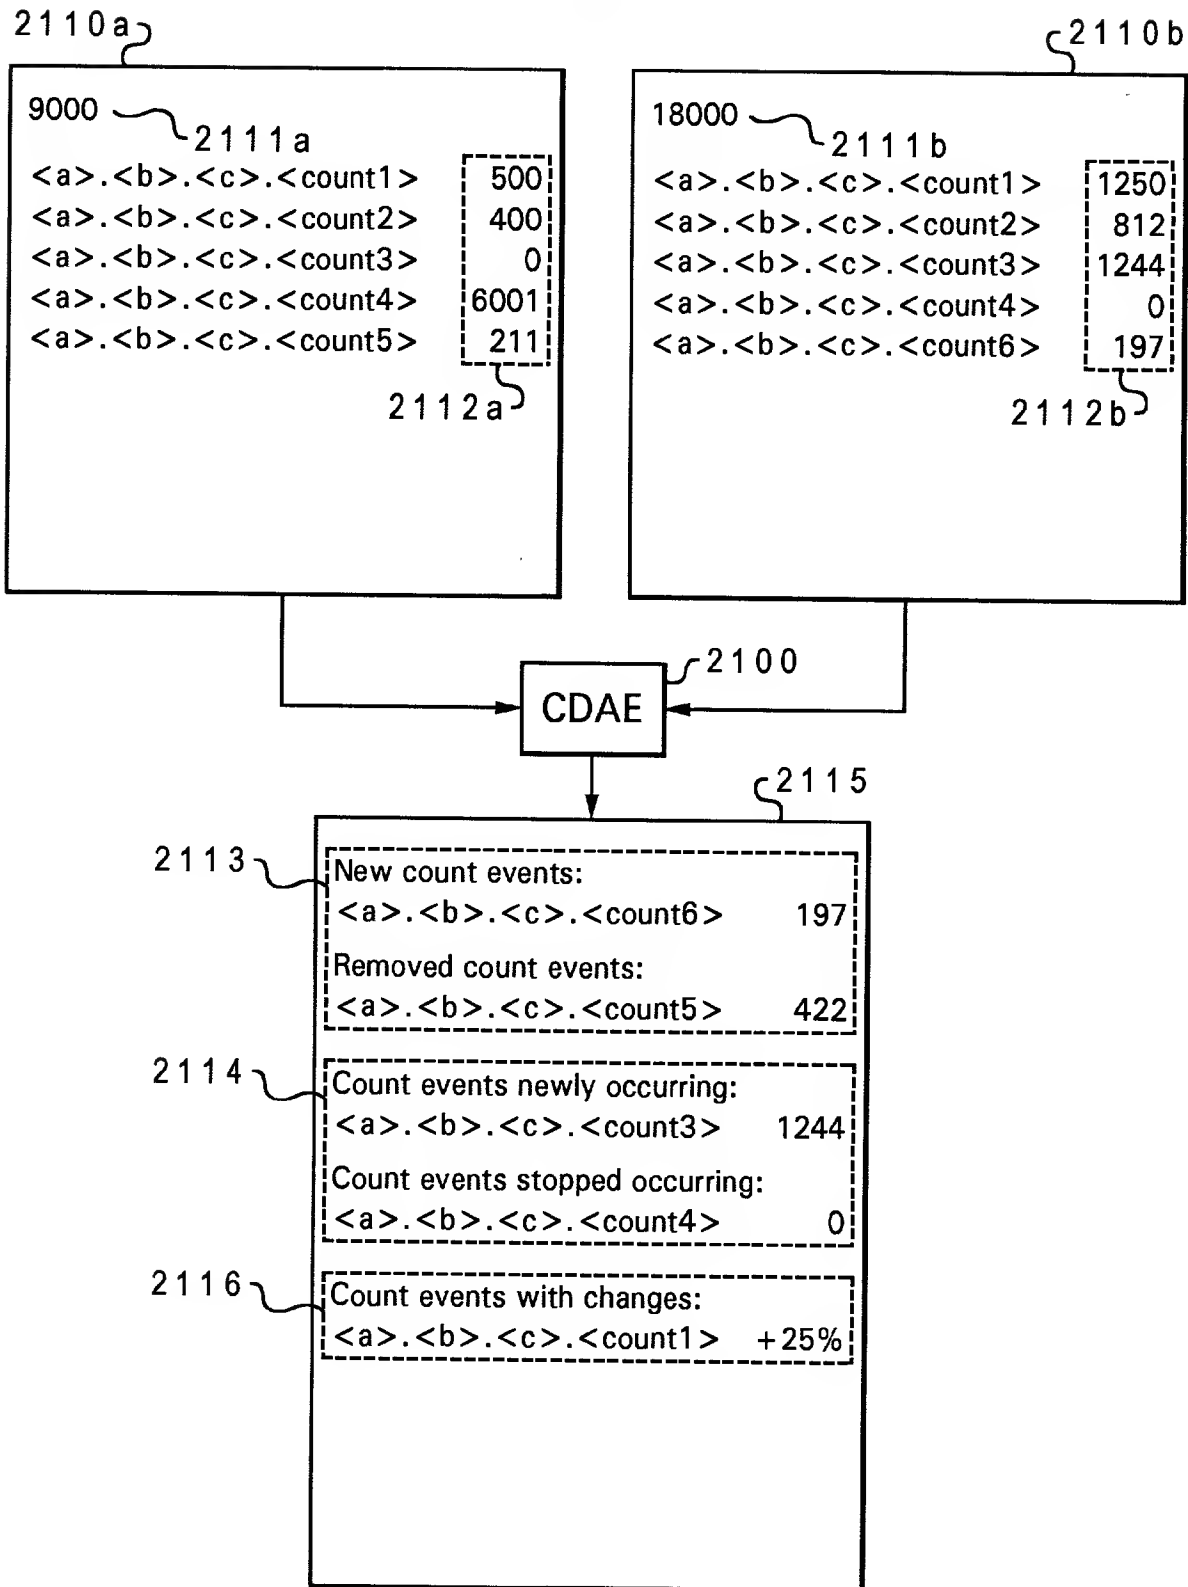 2110a
2110b
9000
2111a
<a>.<b>.<c>.<count1> 500
<a>.<b>.<c>.<count2> 400
<a>.<b>.<c>.<count3> 0
<a>.<b>.<c>.<count4> 6001
<a>.<b>.<c>.<count5> 211
2112a
18000
2111b
<a>.<b>.<c>.<count1> 1250
<a>.<b>.<c>.<count2> 812
<a>.<b>.<c>.<count3> 1244
<a>.<b>.<c>.<count4> 0
<a>.<b>.<c>.<count6> 197
2112b
2100
CDAE
2115
2113
New count events:
<a>.<b>.<c>.<count6> 197
Removed count events:
<a>.<b>.<c>.<count5> 422
2114
Count events newly occurring:
<a>.<b>.<c>.<count3> 1244
Count events stopped occurring:
<a>.<b>.<c>.<count4> 0
2116
Count events with changes:
<a>.<b>.<c>.<count1> +25%